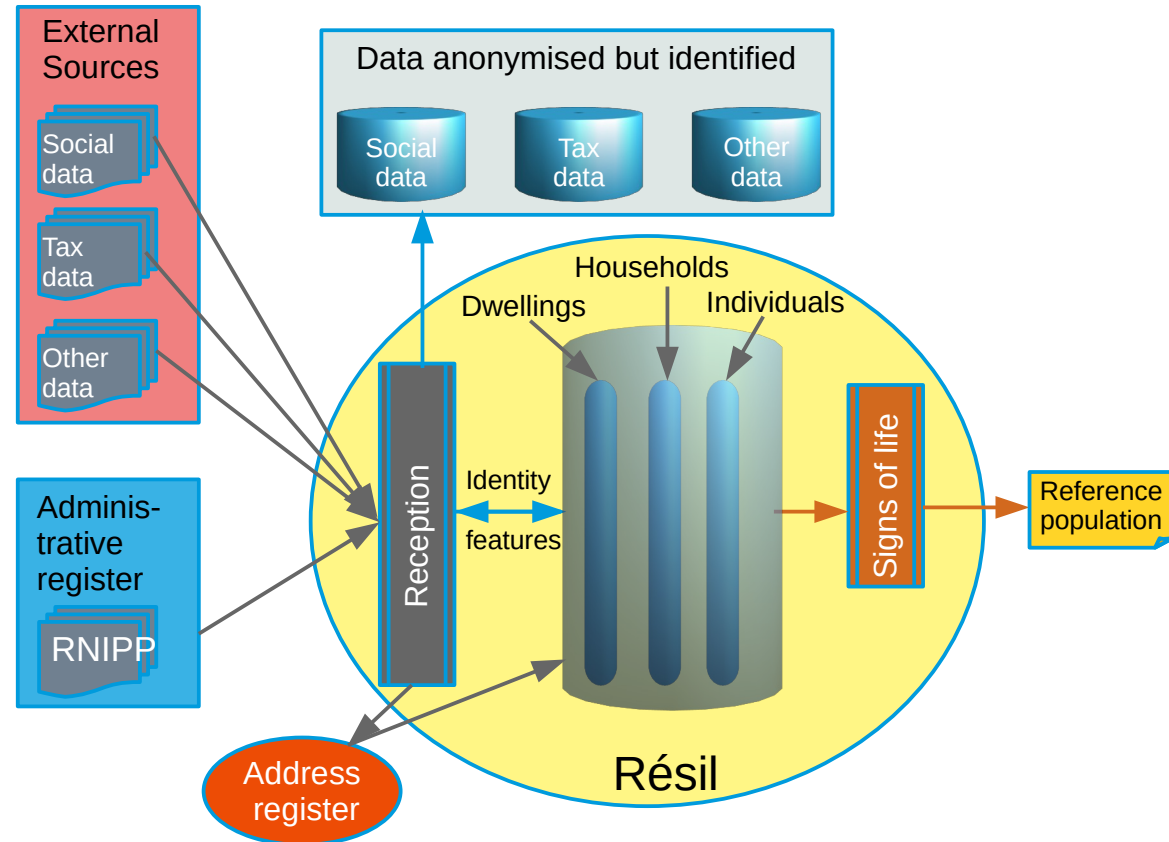 External
Sources
Social
data
Tax
data
Other
data
Adminis-
trative
register
RNIPP
Data anonymised but identified
Social
data
Tax
data
Other
data
Households
Dwellings
Individuals
Reception
Identity
features
Signs of life
Reference
population
Résil
Address
register